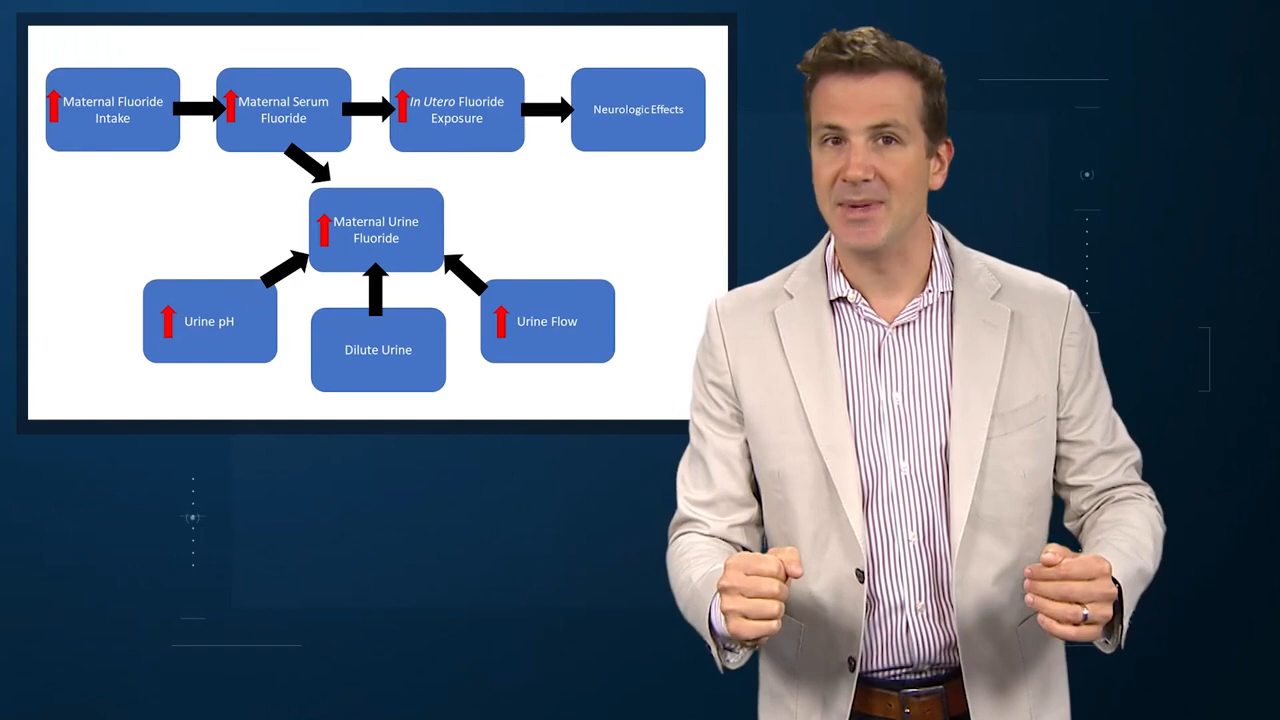 Maternal Fluoride
Intake
Maternal Serum
Fluoride
In Utero Fluoride
Exposure
Neurologic Effects
Maternal Urine
Fluoride
Urine pH
Dilute Urine
Urine Flow